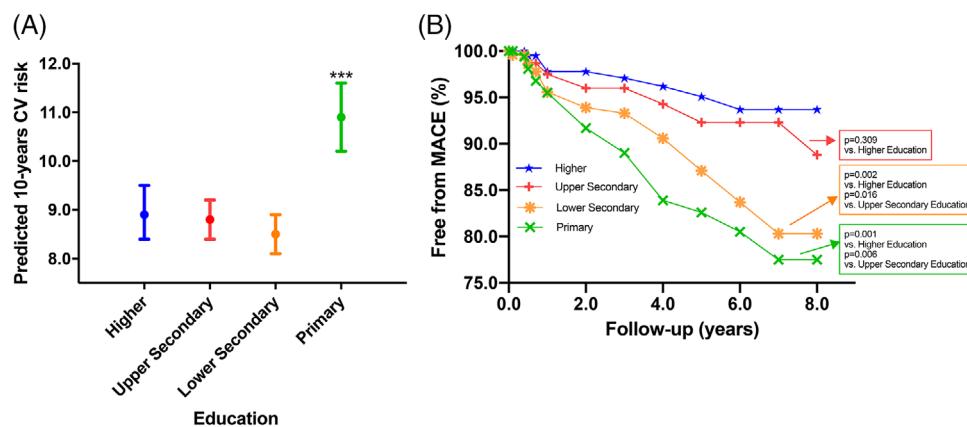 (A)
Predicted 10-years CV risk
12.0
11.0
10.0
9.0
8.0
***
Higher
Upper Secondary
Lower Secondary
Primary
Education
(B)
Free from MACE (%)
100.0
95.0
90.0
85.0
80.0
75.0
Higher
Upper Secondary
Lower Secondary
Primary
p=0.309
vs. Higher Education
p=0.002
vs. Higher Education
p=0.016
vs. Upper Secondary Education
p=0.001
vs. Higher Education
p=0.006
vs. Upper Secondary Education
0.0 2.0 4.0 6.0 8.0
Follow-up (years)